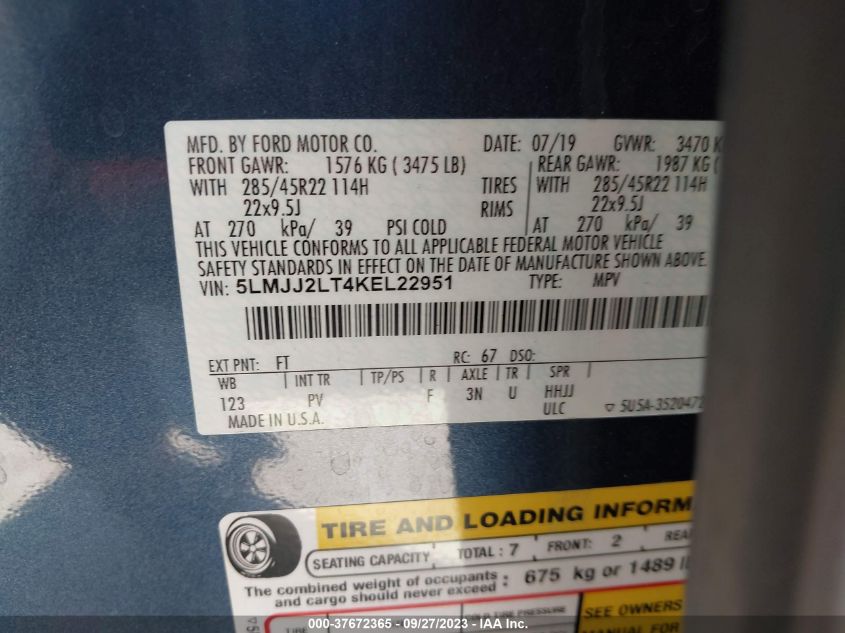 MFD. BY FORD MOTOR CO. DATE: 07/19 GVWR: 3470 K
FRONT GAWR: 1576 KG ( 3475 LB) REAR GAWR: 1987 KG (
WITH 285/45R22 114H TIRES WITH 285/45R22 114H
22x9.5J RIMS 22x9.5J
AT 270 kPa/ 39 PSI COLD AT 270 kPa/ 39
THIS VEHICLE CONFORMS TO ALL APPLICABLE FEDERAL MOTOR VEHICLE
SAFETY STANDARDS IN EFFECT ON THE DATE OF MANUFACTURE SHOWN ABOVE.
VIN: 5LMJJ2LT4KEL22951 TYPE: MPV
EXT PNT: FT RC: 67 DSO:
WB INT TR TP/PS R AXLE TR SPR
123 PV F 3N U HHJJ
MADE IN U.S.A. ULC ▽ 5U5A-3520472
TIRE AND LOADING INFORM
SEATING CAPACITY TOTAL : 7 FRONT: 2 REA
The combined weight of occupants : 675 kg or 1489 l
and cargo should never exceed
SEE OWNERS
MANUAL FOR
000-37672365 - 09/27/2023 - IAA Inc.